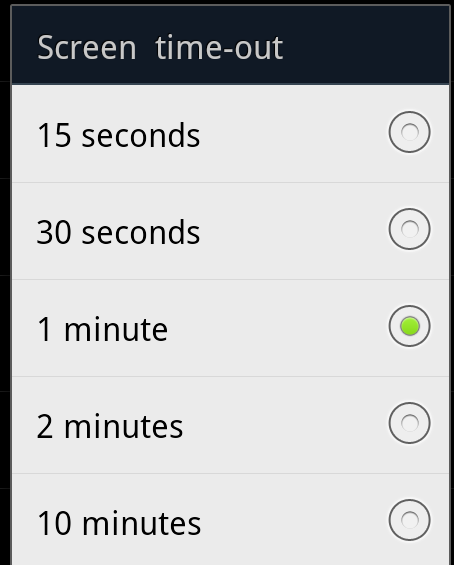 Screen time-out
15 seconds
30 seconds
1 minute
2 minutes
10 minutes